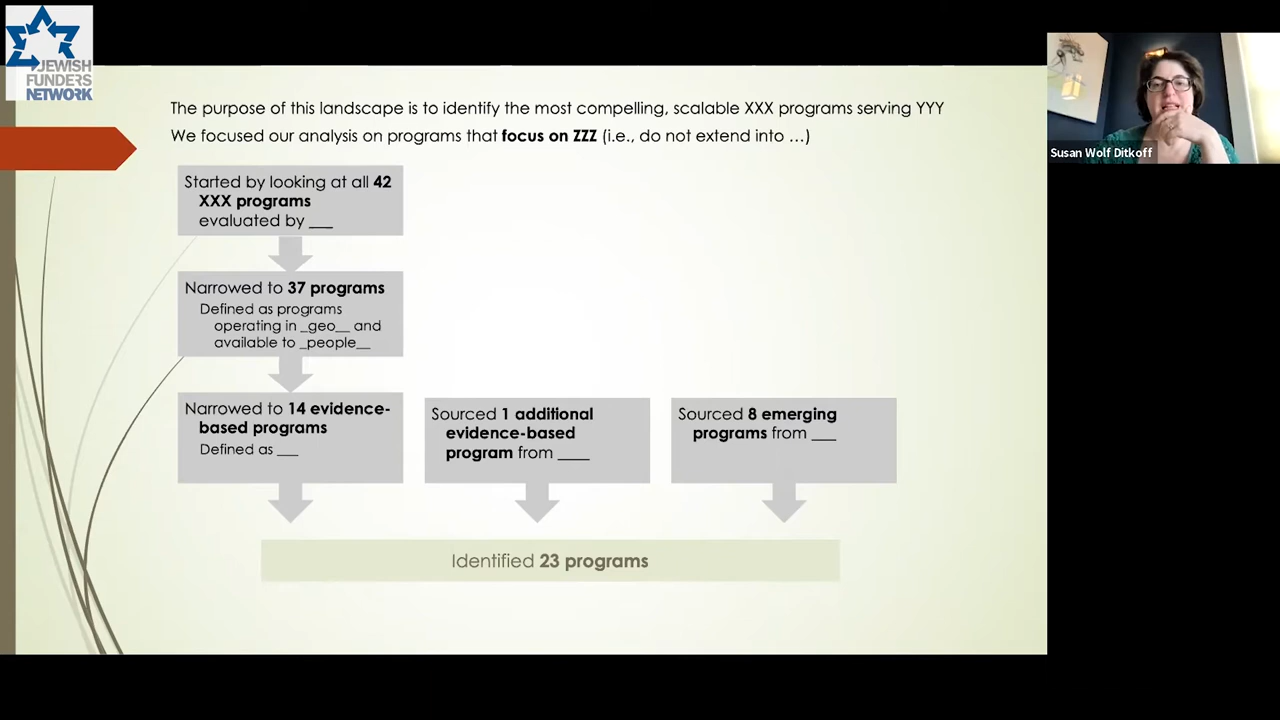 JEWISH
FUNDERS
NETWORK
The purpose of this landscape is to identify the most compelling, scalable XXX programs serving YYY
We focused our analysis on programs that focus on ZZZ (i.e., do not extend into …)
Susan Wolf Ditkoff
Started by looking at all 42
XXX programs
evaluated by ___
Narrowed to 37 programs
Defined as programs
operating in _geo__ and
available to _people__
Narrowed to 14 evidence-
based programs
Defined as ___
Sourced 1 additional
evidence-based
program from ____
Sourced 8 emerging
programs from ___
Identified 23 programs